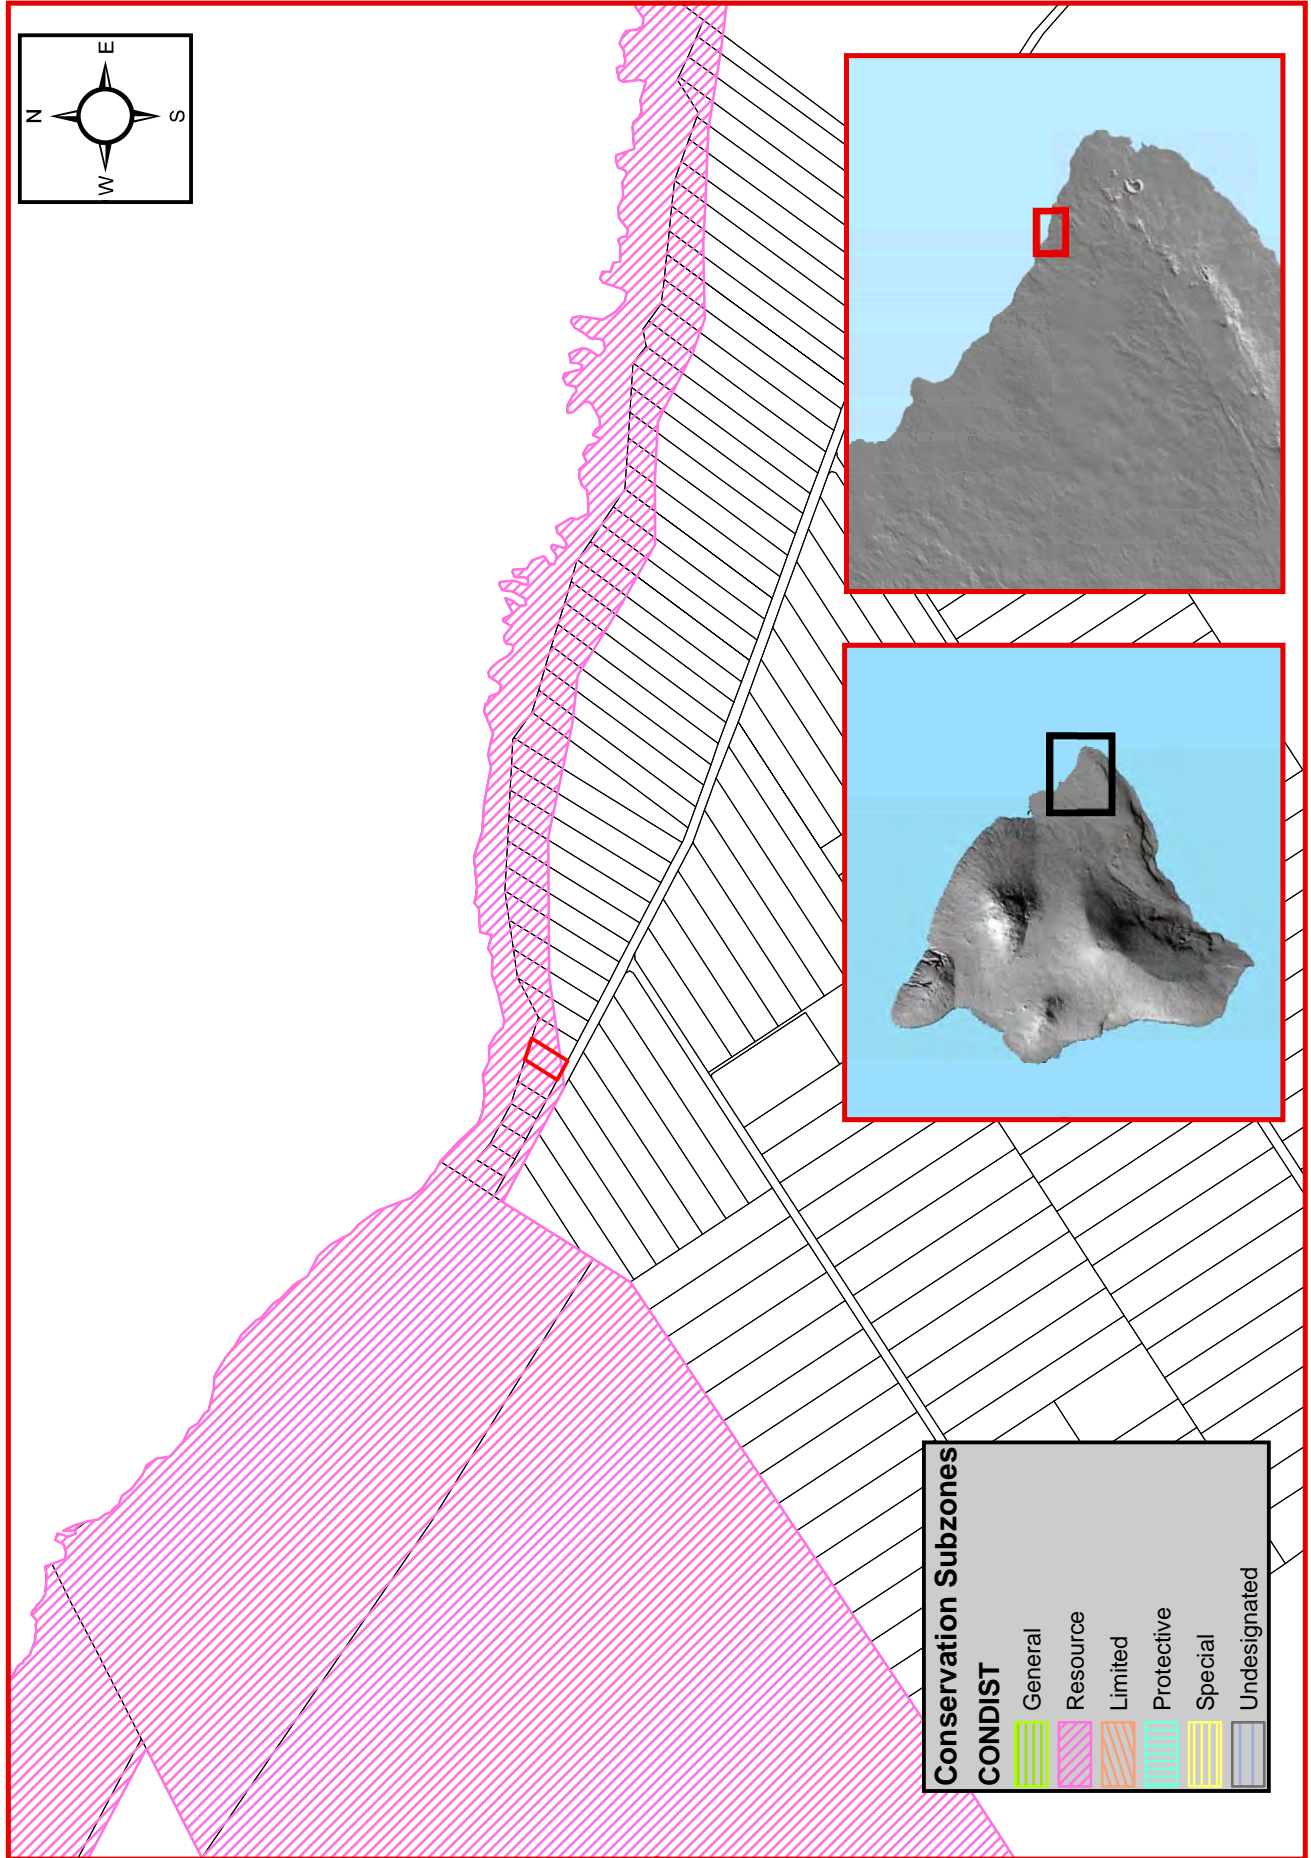 N
E
W
S
Conservation Subzones
CONDIST
General
Resource
Limited
Protective
Special
Undesignated